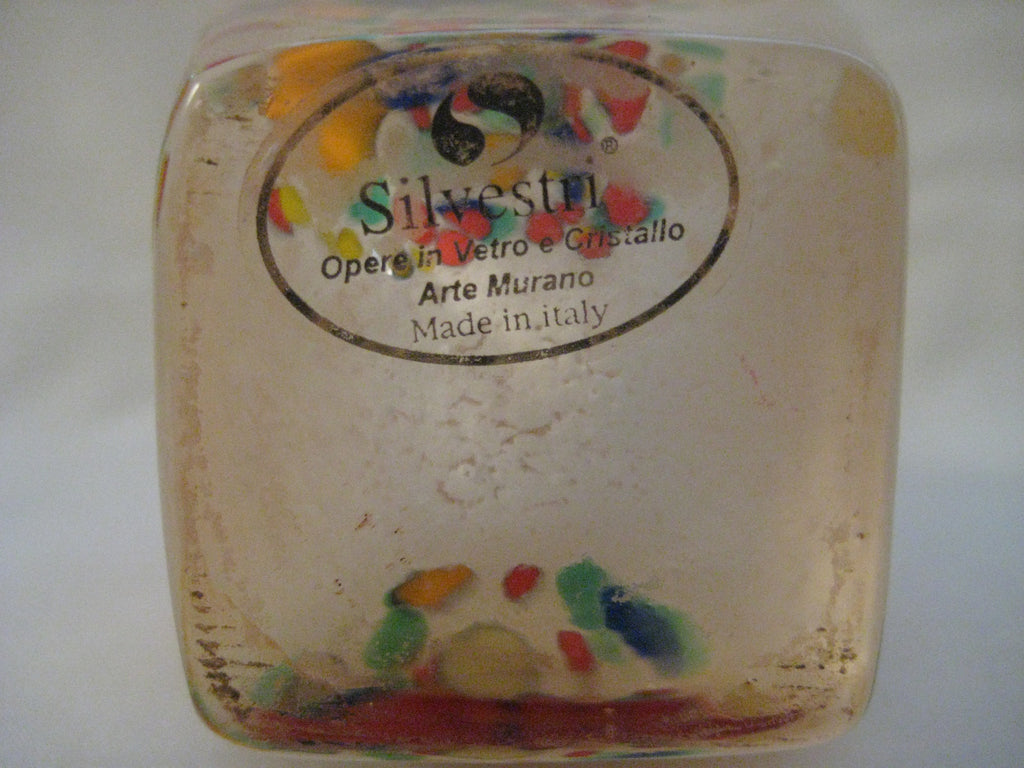 ®
Silvestri
Opere in Vetro e Cristallo
Arte Murano
Made in italy